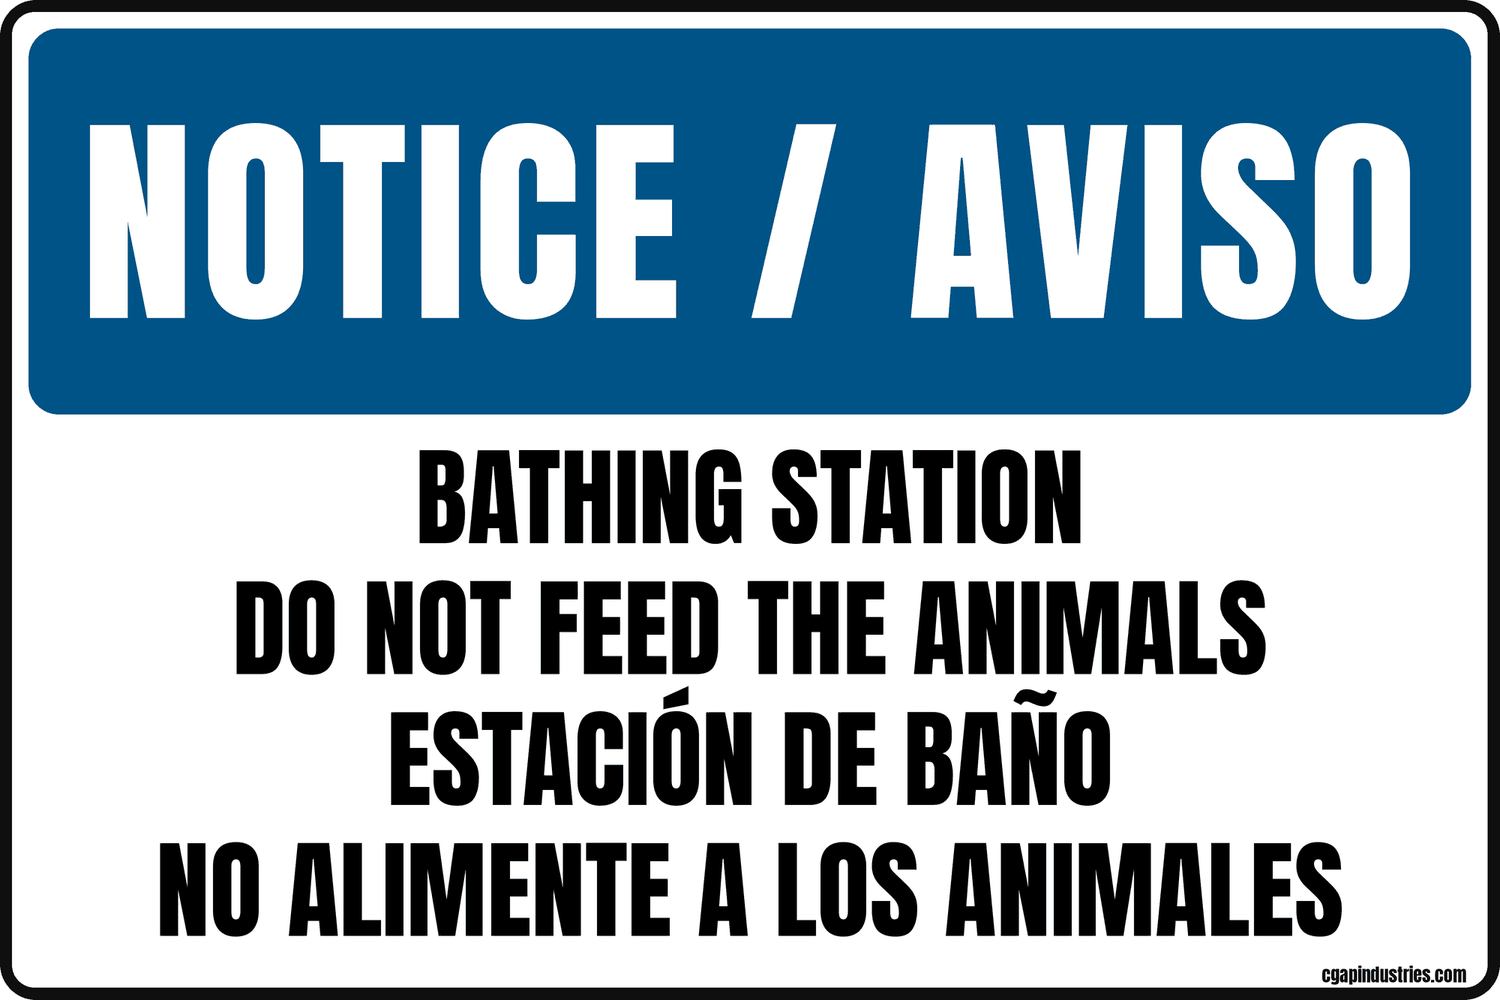 NOTICE / AVISO
BATHING STATION
DO NOT FEED THE ANIMALS
ESTACIÓN DE BAÑO
NO ALIMENTE A LOS ANIMALES
cgapindustries.com